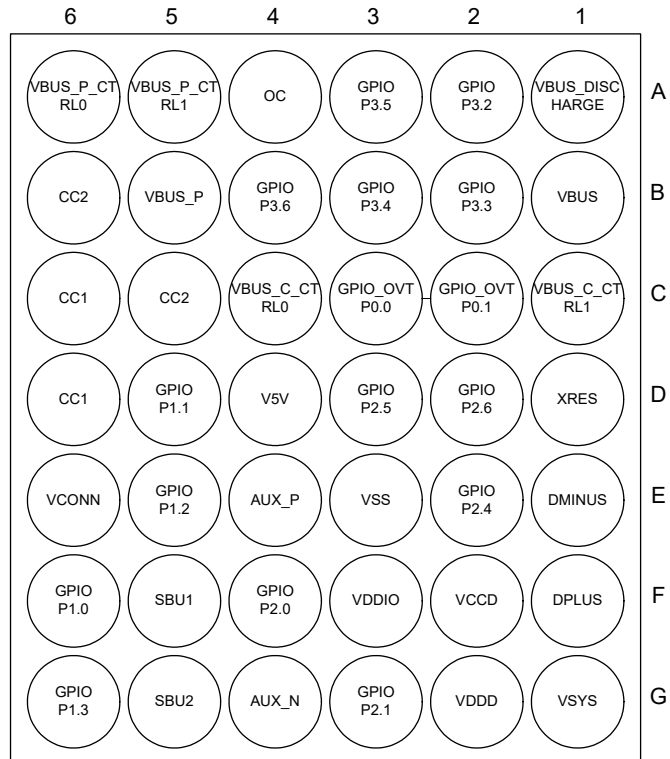 6 5 4 3 2 1
VBUS_P_CT VBUS_P_CT OC GPIO GPIO VBUS_DISC A
RL0 RL1 P3.5 P3.2 HARGE
CC2 VBUS_P GPIO GPIO GPIO VBUS B
P3.6 P3.4 P3.3
CC1 CC2 VBUS_C_CT GPIO_OVT GPIO_OVT VBUS_C_CT C
RL0 P0.0 P0.1 RL1
CC1 GPIO V5V GPIO GPIO XRES D
P1.1 P2.5 P2.6
VCONN GPIO AUX_P VSS GPIO DMINUS E
P1.2 P2.4
GPIO SBU1 GPIO VDDIO VCCD DPLUS F
P1.0 P2.0
GPIO SBU2 AUX_N GPIO VDDD VSYS G
P1.3 P2.1